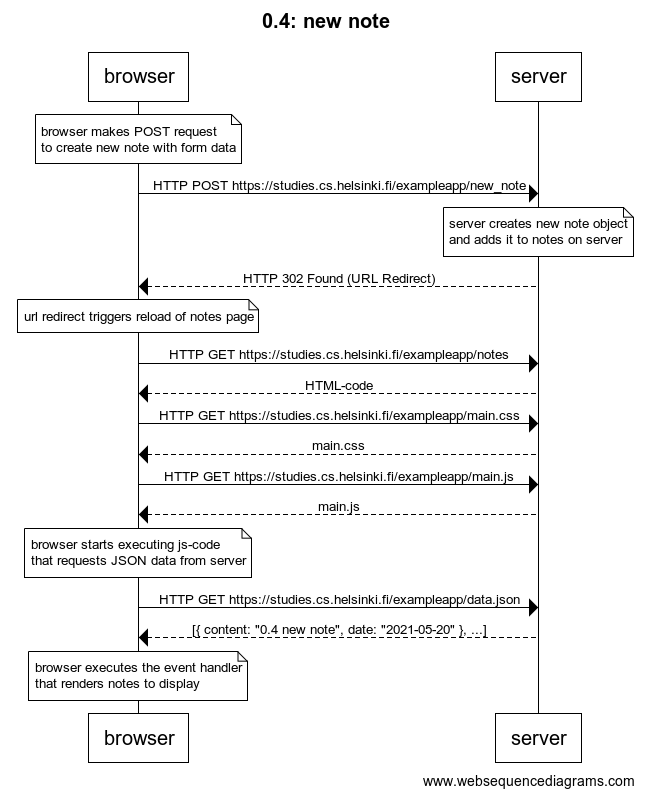 0.4: new note
browser
server
browser makes POST request
to create new note with form data
HTTP POST https://studies.cs.helsinki.fi/exampleapp/new_note
server creates new note object
and adds it to notes on server
HTTP 302 Found (URL Redirect)
url redirect triggers reload of notes page
HTTP GET https://studies.cs.helsinki.fi/exampleapp/notes
HTML-code
HTTP GET https://studies.cs.helsinki.fi/exampleapp/main.css
main.css
HTTP GET https://studies.cs.helsinki.fi/exampleapp/main.js
main.js
browser starts executing js-code
that requests JSON data from server
HTTP GET https://studies.cs.helsinki.fi/exampleapp/data.json
[{ content: "0.4 new note", date: "2021-05-20" }, ...]
browser executes the event handler
that renders notes to display
browser
server
www.websequencediagrams.com